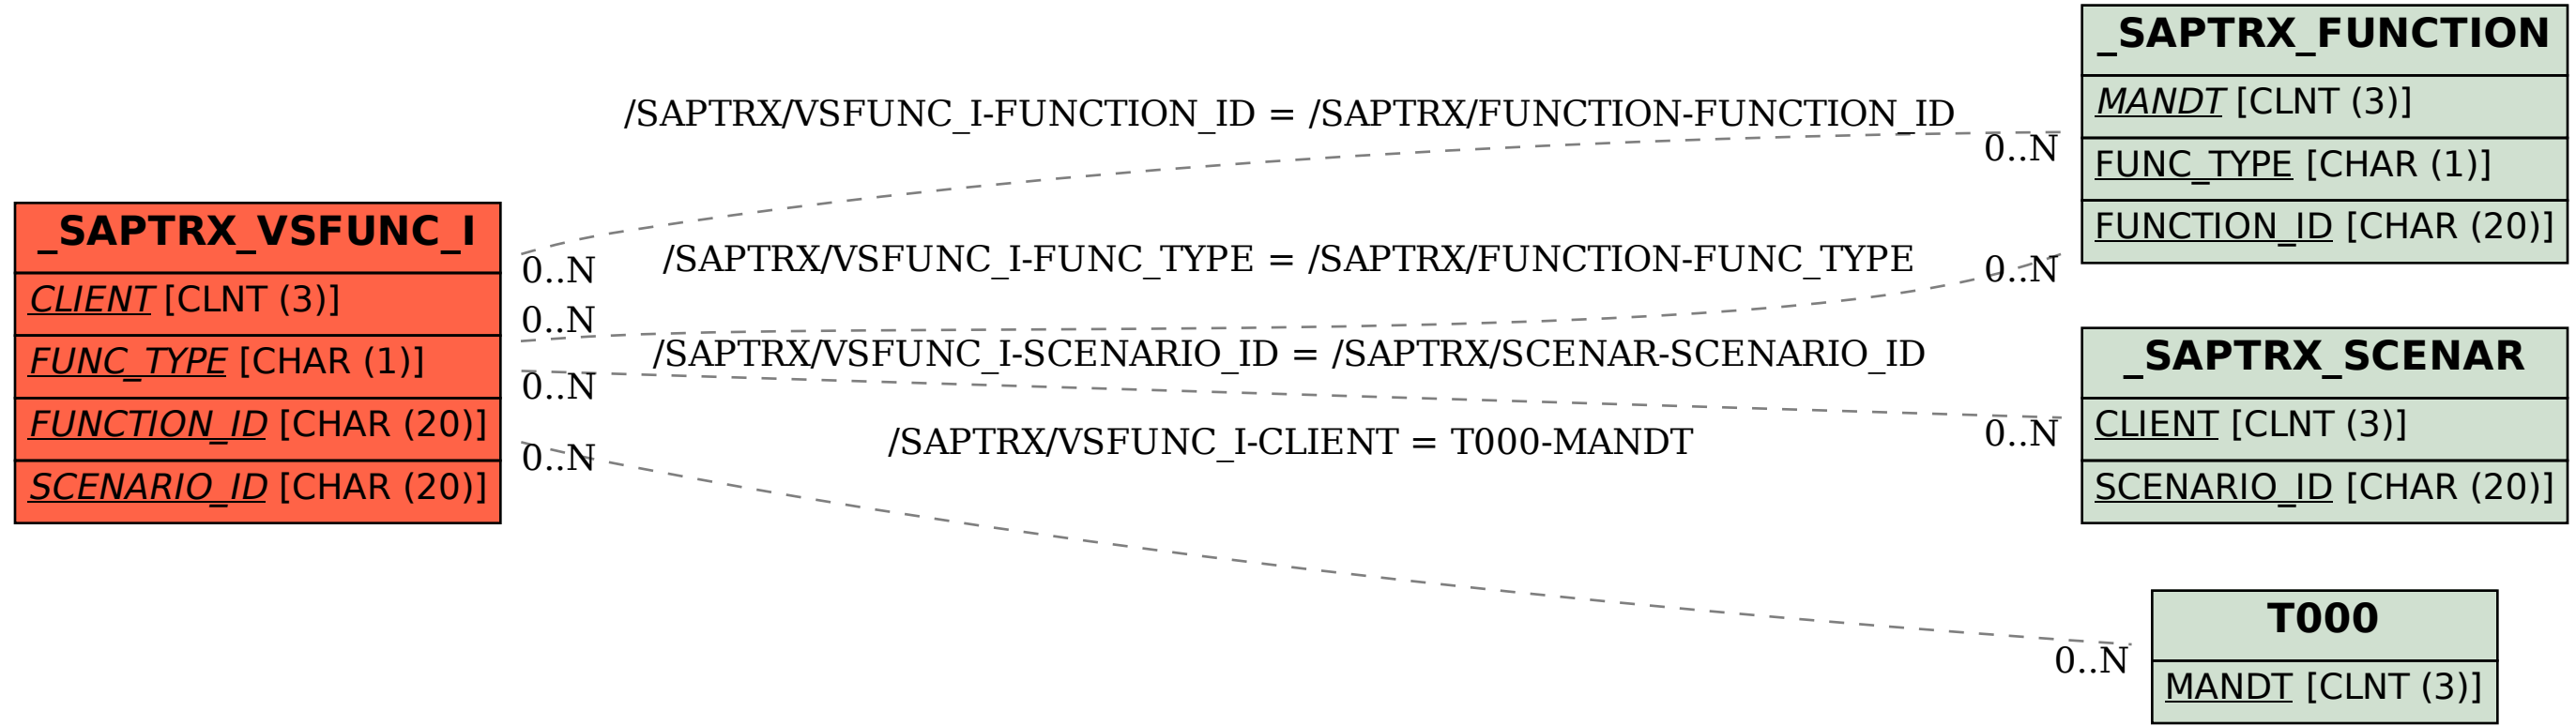 _SAPTRX_VSFUNC_I
CLIENT [CLNT (3)]
FUNC_TYPE [CHAR (1)]
FUNCTION_ID [CHAR (20)]
SCENARIO_ID [CHAR (20)]
/SAPTRX/VSFUNC_I-FUNCTION_ID = /SAPTRX/FUNCTION-FUNCTION_ID
0..N
0..N
/SAPTRX/VSFUNC_I-FUNC_TYPE = /SAPTRX/FUNCTION-FUNC_TYPE
0..N
0..N
/SAPTRX/VSFUNC_I-SCENARIO_ID = /SAPTRX/SCENAR-SCENARIO_ID
0..N
0..N
/SAPTRX/VSFUNC_I-CLIENT = T000-MANDT
0..N
0..N
_SAPTRX_FUNCTION
MANDT [CLNT (3)]
FUNC_TYPE [CHAR (1)]
FUNCTION_ID [CHAR (20)]
_SAPTRX_SCENAR
CLIENT [CLNT (3)]
SCENARIO_ID [CHAR (20)]
T000
MANDT [CLNT (3)]